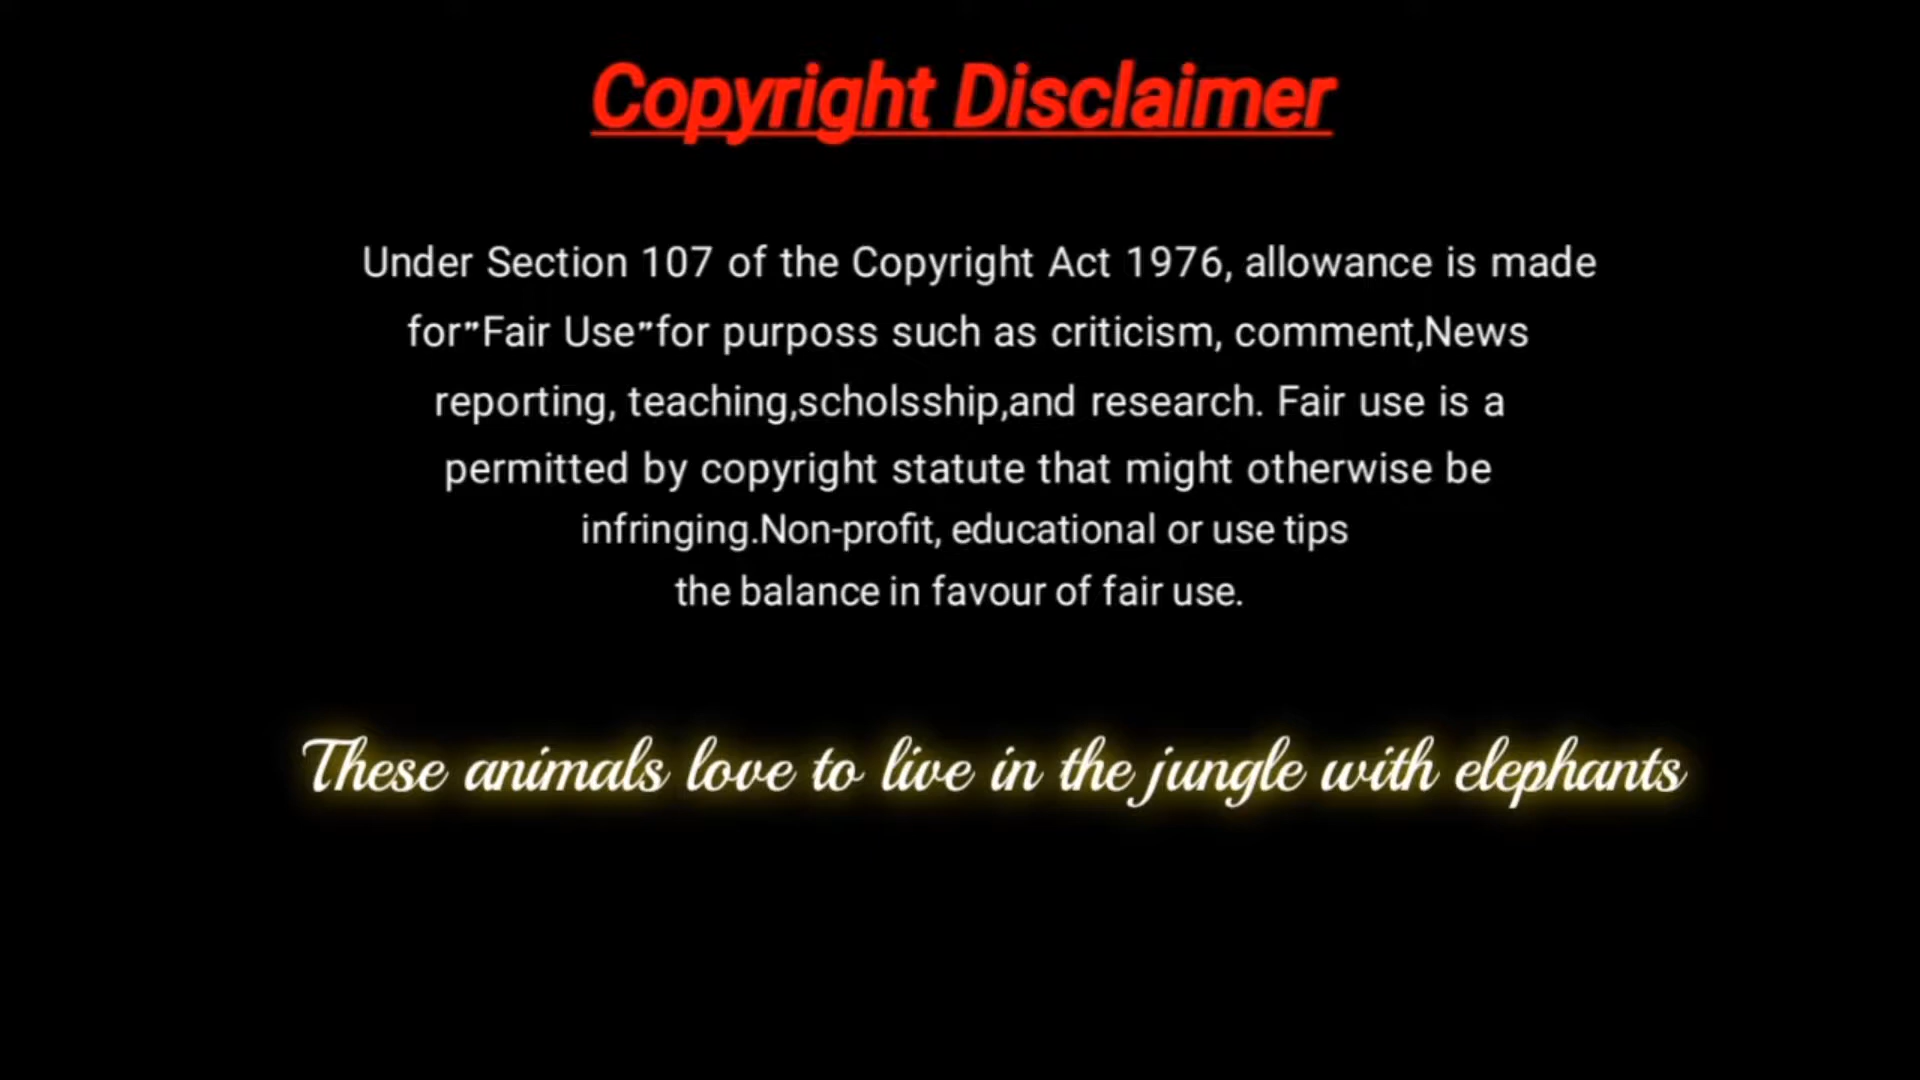 Copyright Disclaimer
Under Section 107 of the Copyright Act 1976, allowance is made
for”Fair Use”for purposs such as criticism, comment,News
reporting, teaching,scholsship,and research. Fair use is a
permitted by copyright statute that might otherwise be
infringing.Non-profit, educational or use tips
the balance in favour of fair use.
These animals love to live in the jungle with elephants